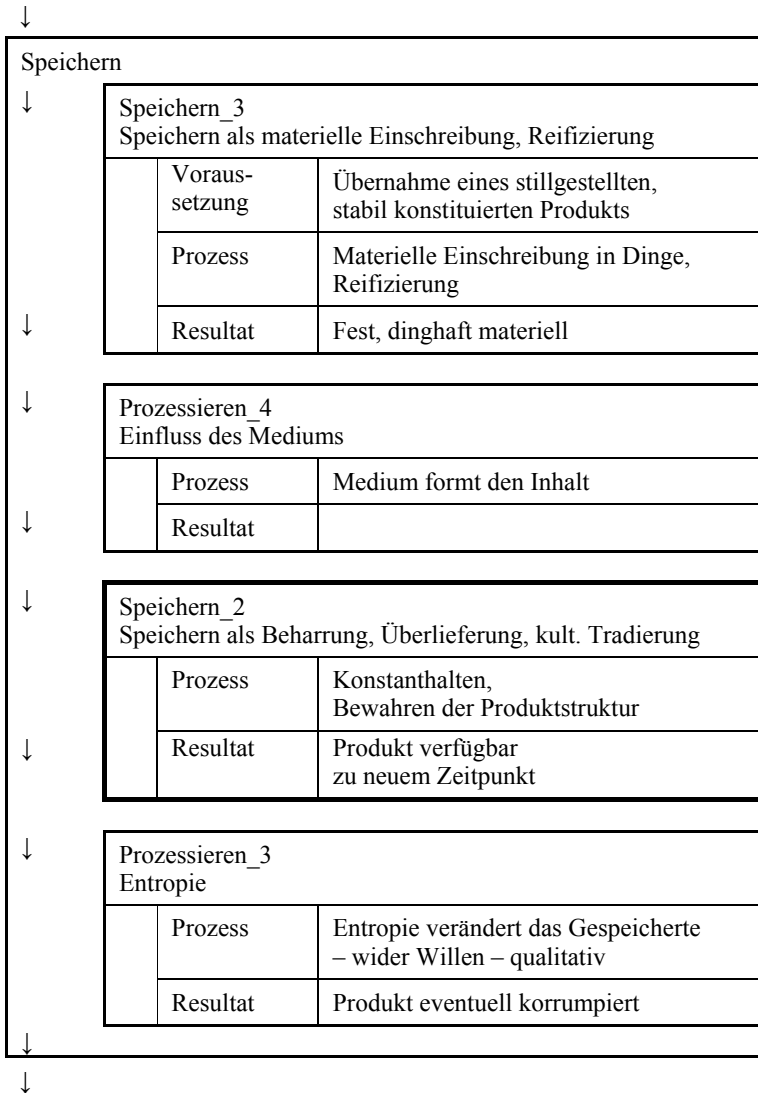 ↓
Speichern
↓
Speichern_3
Speichern als materielle Einschreibung, Reifizierung
Voraus-
setzung
Übernahme eines stillgestellten,
stabil konstituierten Produkts
Prozess
Materielle Einschreibung in Dinge,
Reifizierung
↓
Resultat
Fest, dinghaft materiell
↓
Prozessieren_4
Einfluss des Mediums
Prozess
Medium formt den Inhalt
↓
Resultat
↓
Speichern_2
Speichern als Beharrung, Überlieferung, kult. Tradierung
Prozess
Konstanthalten,
Bewahren der Produktstruktur
↓
Resultat
Produkt verfügbar
zu neuem Zeitpunkt
↓
Prozessieren_3
Entropie
Prozess
Entropie verändert das Gespeicherte
– wider Willen – qualitativ
Resultat
Produkt eventuell korrumpiert
↓
↓